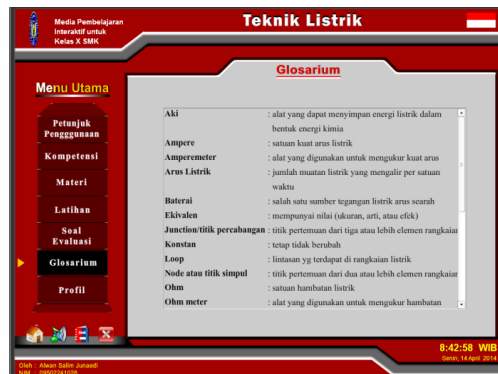 Media Pembelajaran
Interaktif untuk
Kelas X SMK
Teknik Listrik
Menu Utama
Petunjuk
Pengggunaan
Kompetensi
Materi
Latihan
Soal
Evaluasi
Glosarium
Profil
Glosarium
Aki : alat yang dapat menyimpan energi listrik dalam
bentuk energi kimia
Ampere : satuan kuat arus listrik
Amperemeter : alat yang digunakan untuk mengukur kuat arus
Arus Listrik : jumlah muatan listrik yang mengalir per satuan
waktu
Baterai : salah satu sumber tegangan listrik arus searah
Ekivalen : mempunyai nilai (ukuran, arti, atau efek)
Junction/titik percabangan : titik pertemuan dari tiga atau lebih elemen rangkaian
Konstan : tetap tidak berubah
Loop : lintasan yg terdapat di rangkaian listrik
Node atau titik simpul : titik pertemuan dari dua atau lebih elemen rangkaian
Ohm : satuan hambatan listrik
Ohm meter : alat yang digunakan untuk mengukur hambatan
8:42:58 WIB
Senin, 14 April 2014
Oleh : Alwan Salim Junaedi
NIM : 09502241026